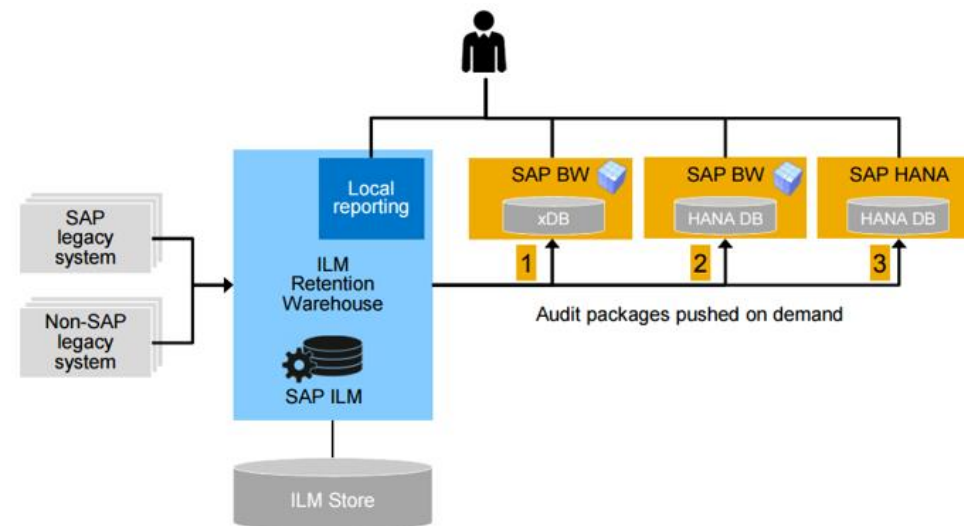 SAP
legacy
system
Non-SAP
legacy
system
Local
reporting
ILM
Retention
Warehouse
SAP ILM
ILM Store
SAP BW
xDB
1
SAP BW
HANA DB
2
SAP HANA
HANA DB
3
Audit packages pushed on demand